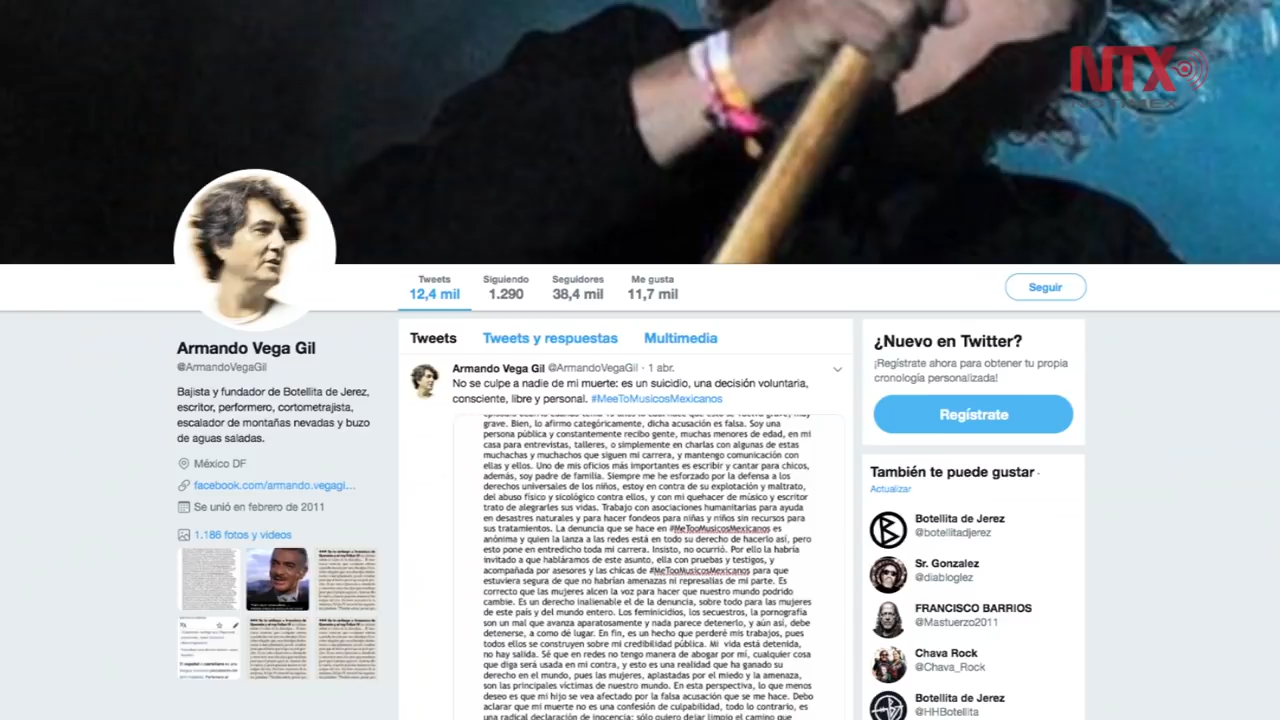 NTX
NOTIMEX
Tweets
12,4 mil
Siguiendo
1.290
Seguidores
38,4 mil
Me gusta
11,7 mil
Seguir
Armando Vega Gil
@ArmandoVegaGil
Bajista y fundador de Botellita de Jerez,
escritor, performero, cortometrajista,
escalador de montañas nevadas y buzo
de aguas saladas.
México DF
facebook.com/armando.vegagi...
Se unió en febrero de 2011
1.186 fotos y videos
Tweets
Tweets y respuestas
Multimedia
Armando Vega Gil @ArmandoVegaGil · 1 abr.
No se culpe a nadie de mi muerte: es un suicidio, una decisión voluntaria,
consciente, libre y personal. #MeeToMusicosMexicanos
grave. Bien, lo afirmo categóricamente, dicha acusación es falsa. Soy una
persona pública y constantemente recibo gente, muchas menores de edad, en mi
casa para entrevistas, talleres, o simplemente en charlas con algunas de estas
muchachas y muchachos que siguen mi carrera, y mantengo comunicación con
ellas y ellos. Uno de mis oficios más importantes es escribir y cantar para chicos,
además, soy padre de familia. Siempre me he esforzado por la defensa a los
derechos universales de los niños, estoy en contra de su explotación y maltrato,
del abuso físico y sicológico contra ellos, y con mi quehacer de músico y escritor
trato de alegrarles sus vidas. Trabajo con asociaciones humanitarias para ayuda
en desastres naturales y para hacer fondeos para niñas y niños sin recursos para
sus tratamientos. La denuncia que se hace en #MeTooMusicosMexicanos es
anónima y quien la lanza a las redes está en todo su derecho de hacerlo así, pero
esto pone en entredicho toda mi carrera. Insisto, no ocurrió. Por ello la habría
invitado a que habláramos de este asunto, ella con pruebas y testigos, y
acompañada por asesores y las chicas de #MeTooMusicosMexicanos para que
estuviera segura de que no habrían amenazas ni represalias de mi parte. Es
correcto que las mujeres alcen la voz para hacer que nuestro mundo podrido
cambie. Es un derecho inalienable el de la denuncia, sobre todo para las mujeres
de este país y del mundo entero. Los feminicidios, los secuestros, la pornografía
son un mal que avanza aparatosamente y nada parece detenerlos, y aun así, debe
detenerse, a como dé lugar. En fin, es un hecho que perderé mis trabajos, pues
todos ellos se construyen sobre mi credibilidad pública. Mi vida está detenida,
no hay salida. Sé que en redes no tengo manera de abogar por mí, cualquier cosa
que diga será usada en mi contra, y esto es una realidad que ha ganado su
derecho en el mundo, pues las mujeres, aplastadas por el miedo y la amenaza,
son las principales víctimas de nuestro mundo. En esta perspectiva, lo que menos
deseo es que mi hijo se vea afectado por la falsa acusación que se me hace. Debo
aclarar que mi muerte no es una confesión de culpabilidad, todo lo contrario, es
una radical declaración de inocencia; sólo quiero dejar limpio el camino que
¿Nuevo en Twitter?
¡Regístrate ahora para obtener tu propia
cronología personalizada!
Regístrate
También te puede gustar ·
Actualizar
Botellita de Jerez
@botellitadjerez
Sr. Gonzalez
@diabloglez
FRANCISCO BARRIOS
@Mastuerzo2011
Chava Rock
@Chava_Rock
Botellita de Jerez
@HHBotellita